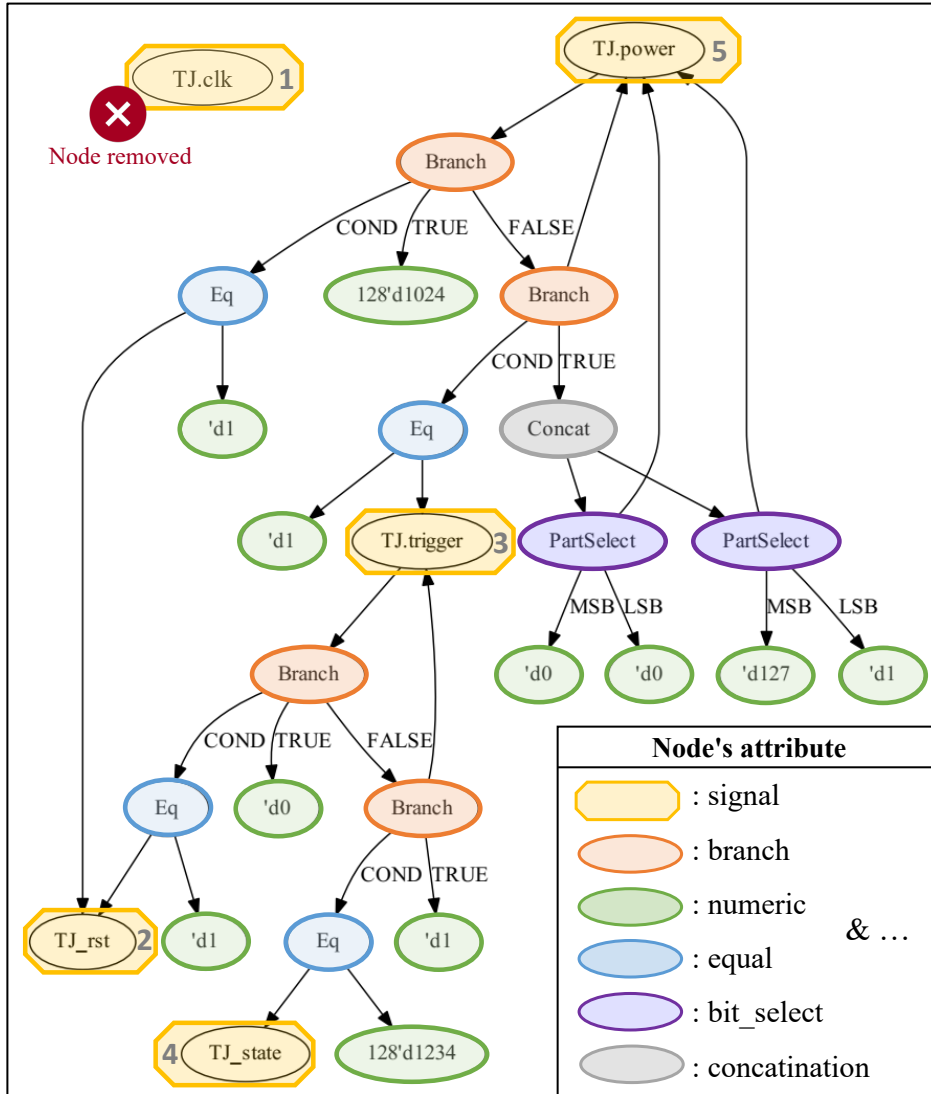 TJ.power 5
TJ.clk 1
Node removed
Branch
COND TRUE FALSE
Eq 128'd1024 Branch
COND TRUE
'd1 Eq Concat
'd1 TJ.trigger 3 PartSelect PartSelect
MSB LSB MSB LSB
Branch 'd0 'd0 'd127 'd1
COND TRUE FALSE
Eq 'd0 Branch
COND TRUE
TJ_rst 2 'd1 Eq 'd1
4 TJ_state 128'd1234
Node's attribute
: signal
: branch
: numeric
& ...
: equal
: bit_select
: concatination